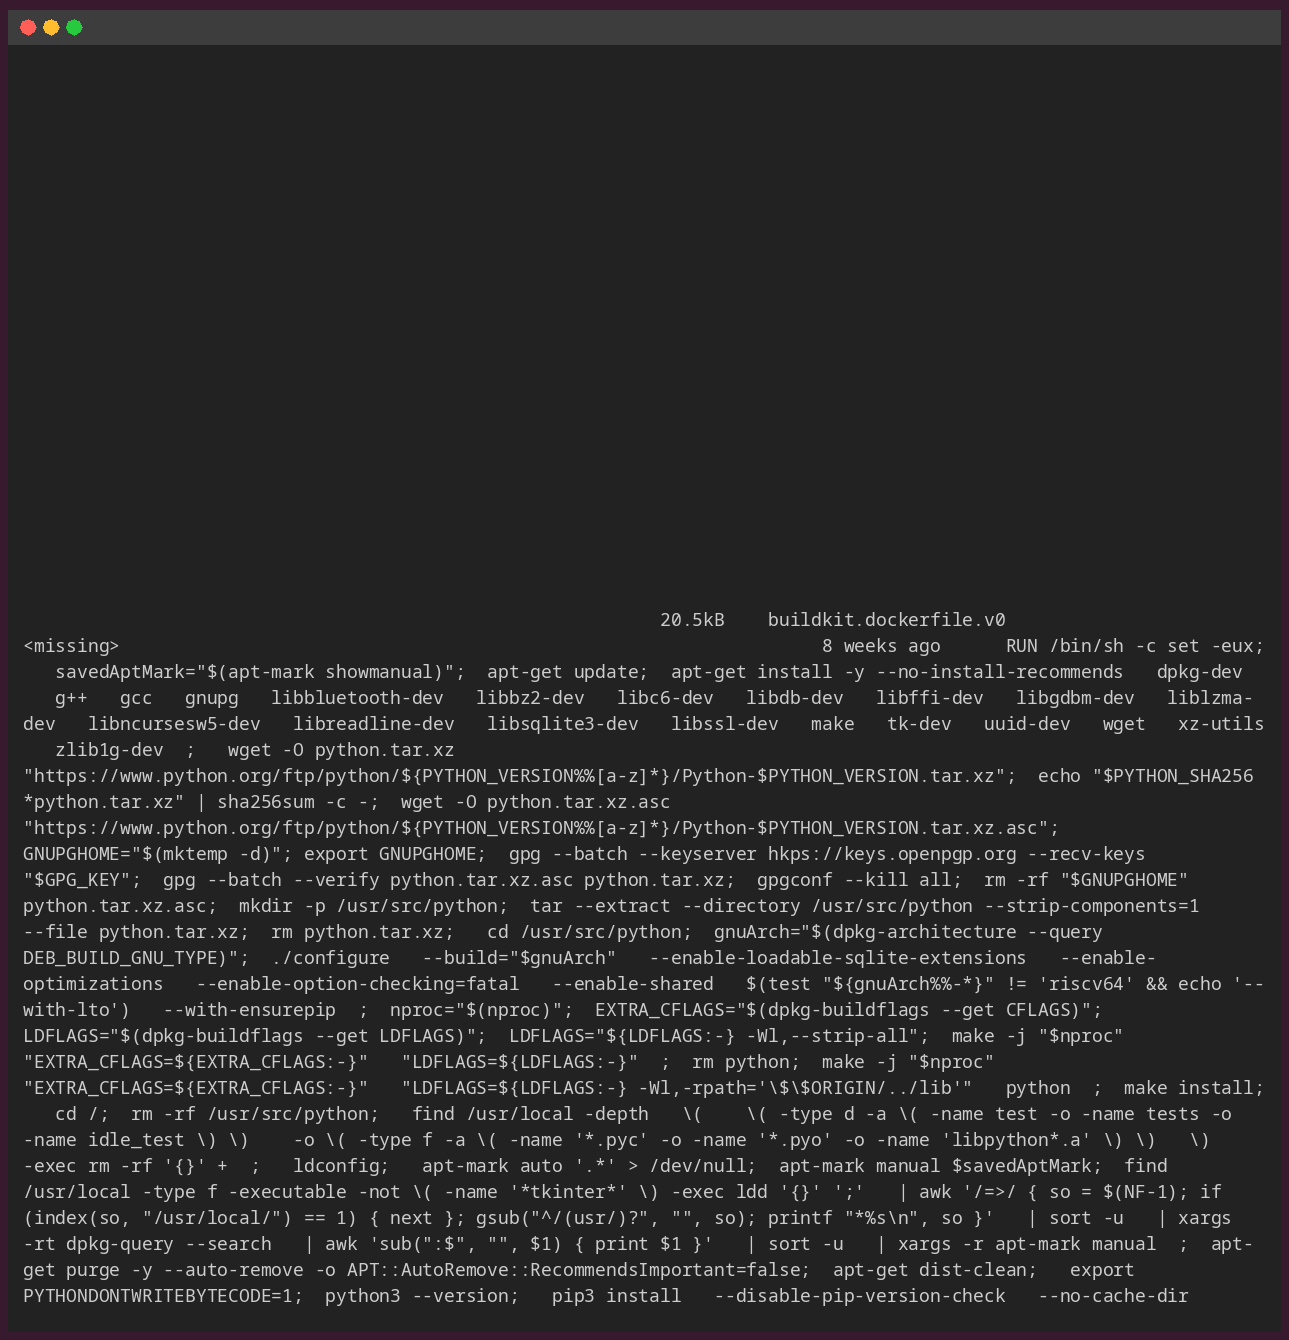 20.5kB    buildkit.dockerfile.v0
<missing>                                                                 8 weeks ago      RUN /bin/sh -c set -eux;
   savedAptMark="$(apt-mark showmanual)";  apt-get update;  apt-get install -y --no-install-recommends   dpkg-dev
   g++   gcc   gnupg   libbluetooth-dev   libbz2-dev   libc6-dev   libdb-dev   libffi-dev   libgdbm-dev   liblzma-
dev   libncursesw5-dev   libreadline-dev   libsqlite3-dev   libssl-dev   make   tk-dev   uuid-dev   wget   xz-utils
   zlib1g-dev  ;   wget -O python.tar.xz
"https://www.python.org/ftp/python/${PYTHON_VERSION%%[a-z]*}/Python-$PYTHON_VERSION.tar.xz";  echo "$PYTHON_SHA256
*python.tar.xz" | sha256sum -c -;  wget -O python.tar.xz.asc
"https://www.python.org/ftp/python/${PYTHON_VERSION%%[a-z]*}/Python-$PYTHON_VERSION.tar.xz.asc";
GNUPGHOME="$(mktemp -d)"; export GNUPGHOME;  gpg --batch --keyserver hkps://keys.openpgp.org --recv-keys
"$GPG_KEY";  gpg --batch --verify python.tar.xz.asc python.tar.xz;  gpgconf --kill all;  rm -rf "$GNUPGHOME"
python.tar.xz.asc;  mkdir -p /usr/src/python;  tar --extract --directory /usr/src/python --strip-components=1
--file python.tar.xz;  rm python.tar.xz;   cd /usr/src/python;  gnuArch="$(dpkg-architecture --query
DEB_BUILD_GNU_TYPE)";  ./configure   --build="$gnuArch"   --enable-loadable-sqlite-extensions   --enable-
optimizations   --enable-option-checking=fatal   --enable-shared   $(test "${gnuArch%%-*}" != 'riscv64' && echo '--
with-lto')   --with-ensurepip  ;  nproc="$(nproc)";  EXTRA_CFLAGS="$(dpkg-buildflags --get CFLAGS)";
LDFLAGS="$(dpkg-buildflags --get LDFLAGS)";  LDFLAGS="${LDFLAGS:-} -Wl,--strip-all";  make -j "$nproc"
"EXTRA_CFLAGS=${EXTRA_CFLAGS:-}"   "LDFLAGS=${LDFLAGS:-}"  ;  rm python;  make -j "$nproc"
"EXTRA_CFLAGS=${EXTRA_CFLAGS:-}"   "LDFLAGS=${LDFLAGS:-} -Wl,-rpath='\$\$ORIGIN/../lib'"   python  ;  make install;
   cd /;  rm -rf /usr/src/python;   find /usr/local -depth   \(    \( -type d -a \( -name test -o -name tests -o
-name idle_test \) \)    -o \( -type f -a \( -name '*.pyc' -o -name '*.pyo' -o -name 'libpython*.a' \) \)   \)
-exec rm -rf '{}' +  ;   ldconfig;   apt-mark auto '.*' > /dev/null;  apt-mark manual $savedAptMark;  find
/usr/local -type f -executable -not \( -name '*tkinter*' \) -exec ldd '{}' ';'   | awk '/=>/ { so = $(NF-1); if
(index(so, "/usr/local/") == 1) { next }; gsub("^/(usr/)?", "", so); printf "*%s\n", so }'   | sort -u   | xargs
-rt dpkg-query --search   | awk 'sub(":$", "", $1) { print $1 }'   | sort -u   | xargs -r apt-mark manual  ;  apt-
get purge -y --auto-remove -o APT::AutoRemove::RecommendsImportant=false;  apt-get dist-clean;   export
PYTHONDONTWRITEBYTECODE=1;  python3 --version;   pip3 install   --disable-pip-version-check   --no-cache-dir